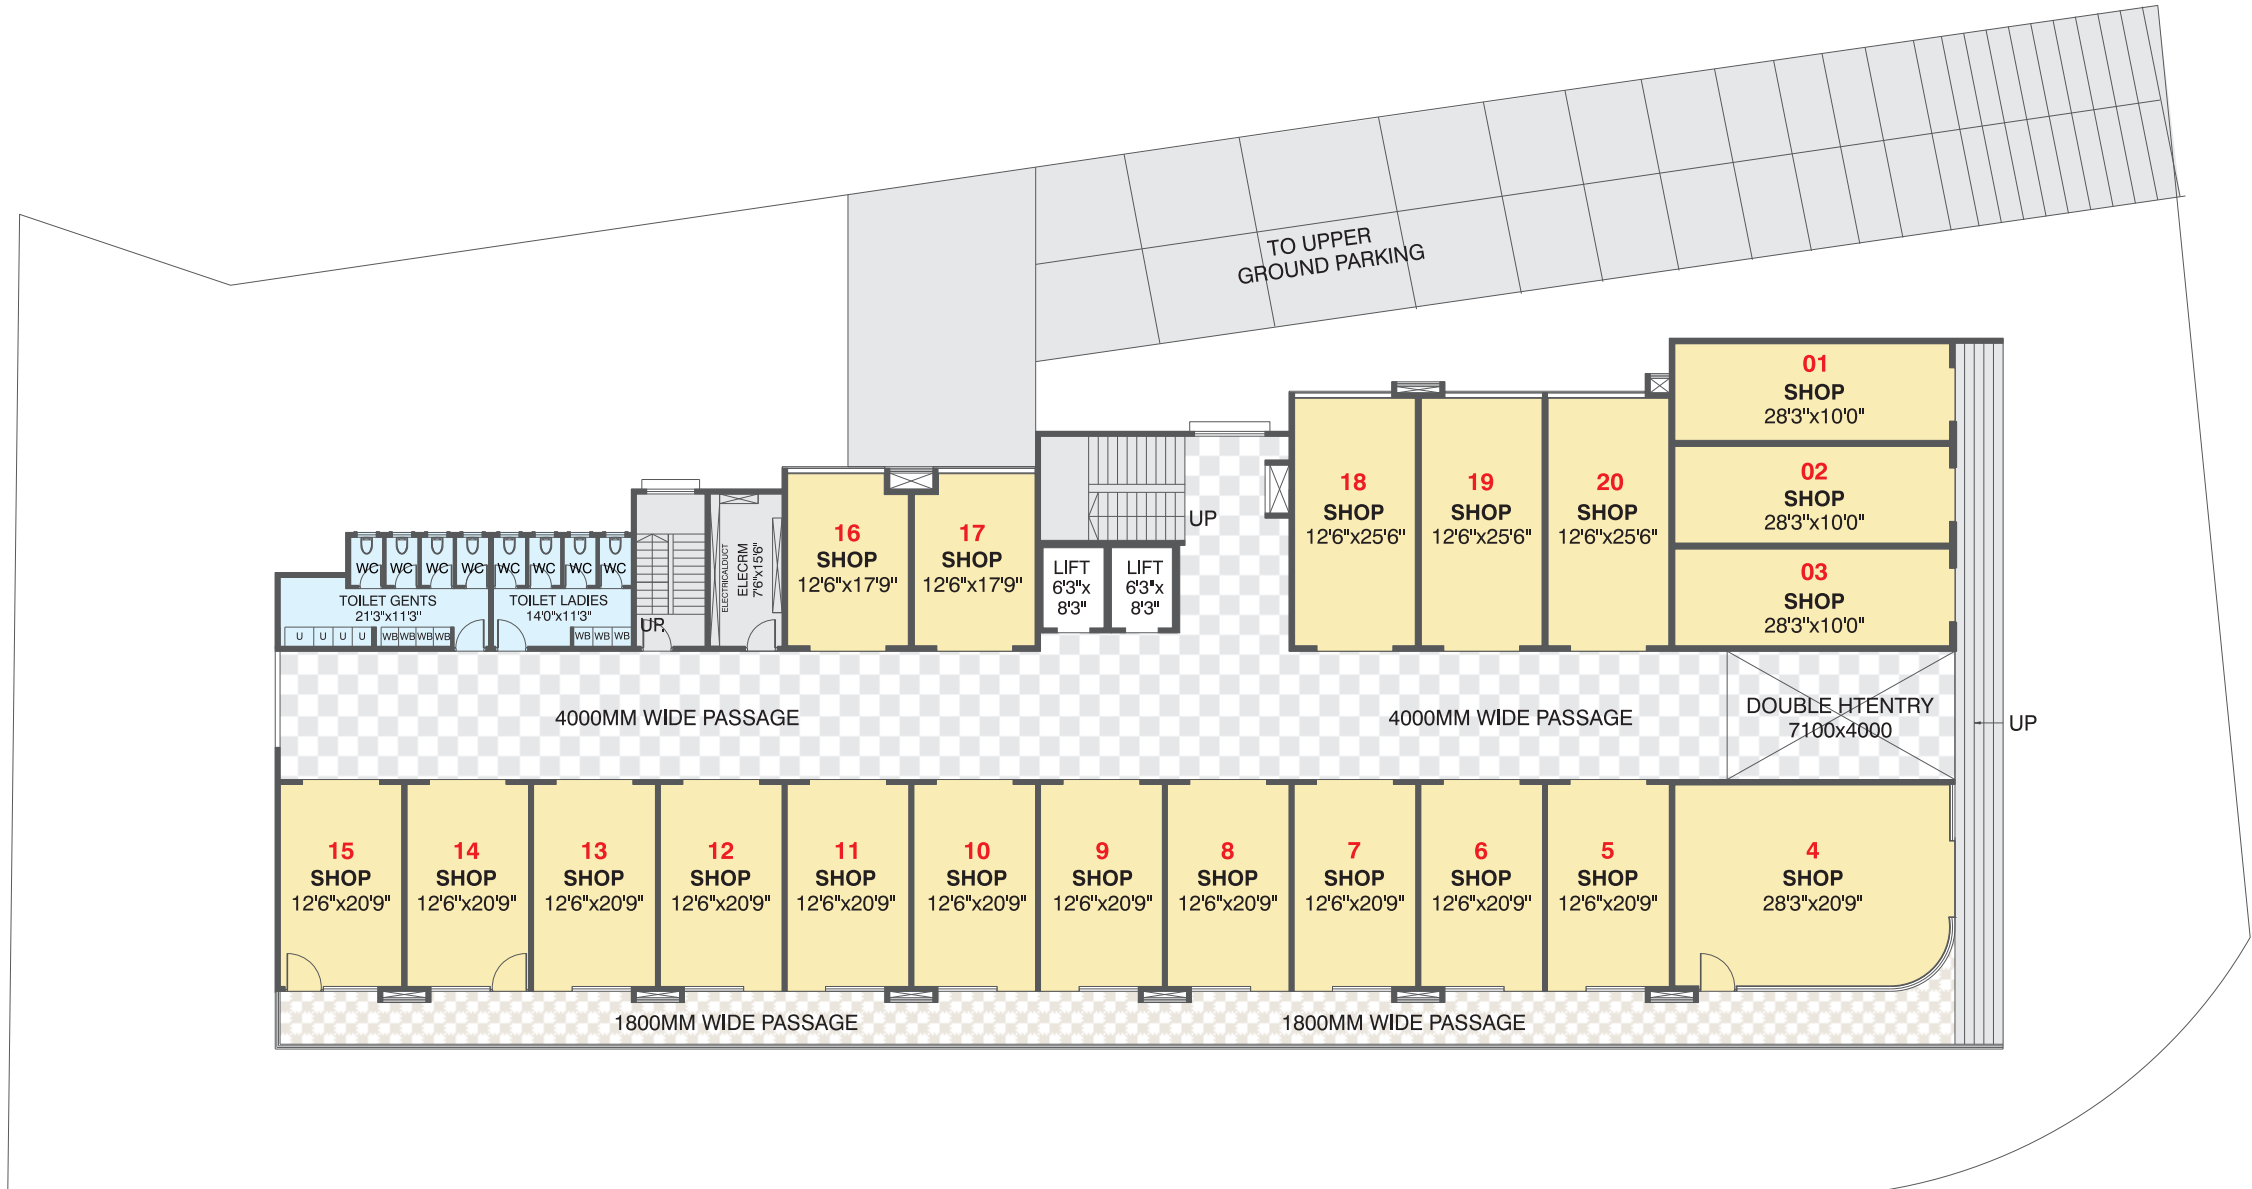 TO UPPER
GROUND PARKING
01
SHOP
28'3"x10'0"
02
SHOP
28'3"x10'0"
03
SHOP
28'3"x10'0"
18
SHOP
12'6"x25'6"
19
SHOP
12'6"x25'6"
20
SHOP
12'6"x25'6"
UP
16
SHOP
12'6"x17'9"
17
SHOP
12'6"x17'9"
LIFT
6'3"x
8'3"
LIFT
6'3"x
8'3"
ELECTRICALDUCT
ELECRM
7'6"x15'6"
WC WC WC WC WC WC WC WC
TOILET GENTS
21'3"x11'3"
TOILET LADIES
14'0"x11'3"
U U U U WB WB WB WB
WB WB WB
UP
4000MM WIDE PASSAGE
4000MM WIDE PASSAGE
DOUBLE HTENTRY
7100x4000
UP
15
SHOP
12'6"x20'9"
14
SHOP
12'6"x20'9"
13
SHOP
12'6"x20'9"
12
SHOP
12'6"x20'9"
11
SHOP
12'6"x20'9"
10
SHOP
12'6"x20'9"
9
SHOP
12'6"x20'9"
8
SHOP
12'6"x20'9"
7
SHOP
12'6"x20'9"
6
SHOP
12'6"x20'9"
5
SHOP
12'6"x20'9"
4
SHOP
28'3"x20'9"
1800MM WIDE PASSAGE
1800MM WIDE PASSAGE